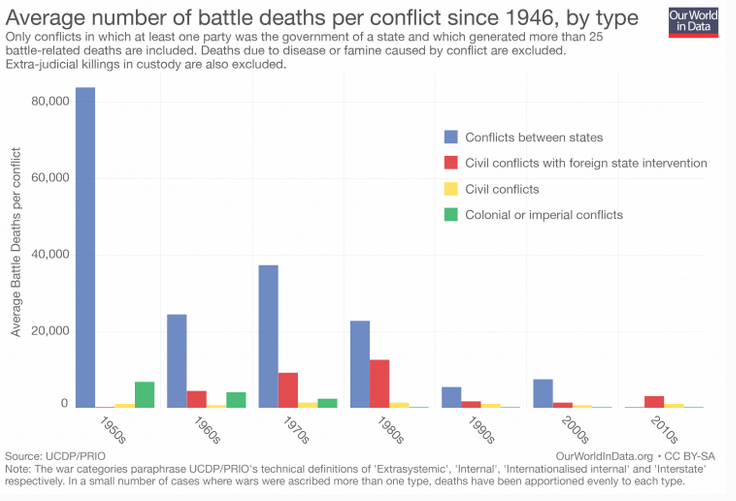 Average number of battle deaths per conflict since 1946, by type
Our World
in Data
Only conflicts in which at least one party was the government of a state and which generated more than 25
battle-related deaths are included. Deaths due to disease or famine caused by conflict are excluded.
Extra-judicial killings in custody are also excluded.
Average Battle Deaths per conflict
80,000
60,000
40,000
20,000
0
Conflicts between states
Civil conflicts with foreign state intervention
Civil conflicts
Colonial or imperial conflicts
1950s
1960s
1970s
1980s
1990s
2000s
2010s
Source: UCDP/PRIO
OurWorldInData.org • CC BY-SA
Note: The war categories paraphrase UCDP/PRIO's technical definitions of 'Extrasystemic', 'Internal', 'Internationalised internal' and 'Interstate'
respectively. In a small number of cases where wars were ascribed more than one type, deaths have been apportioned evenly to each type.